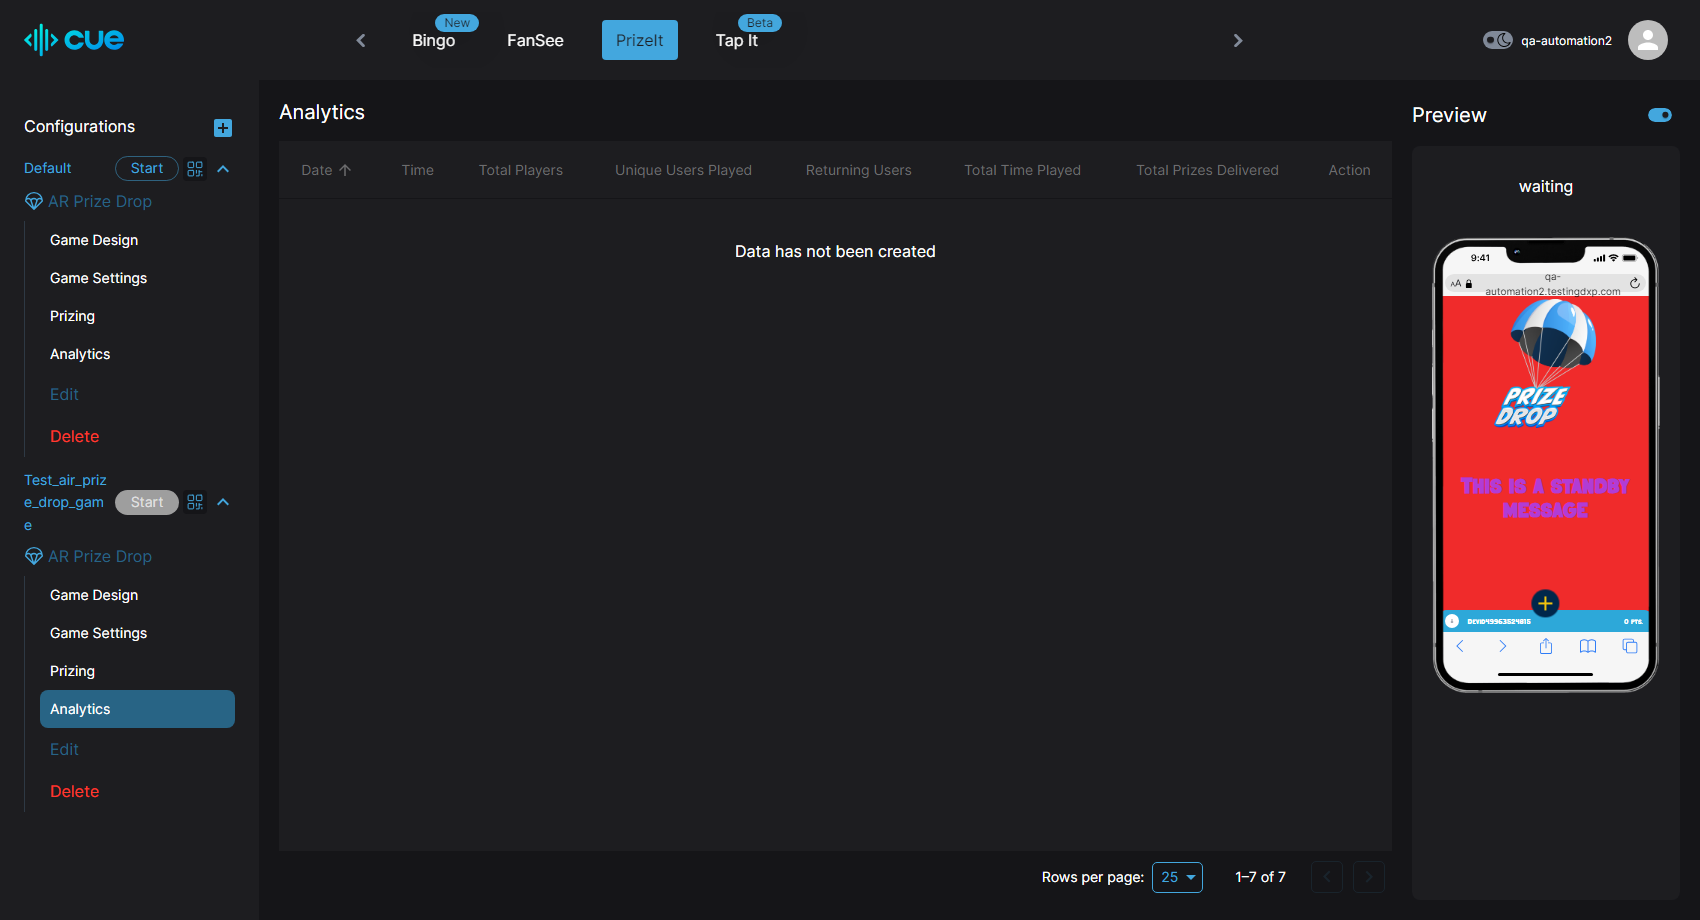 cue
Bingo
New
FanSee
PrizeIt
Tap It
Beta
qa-automation2
Configurations
Default
Start
AR Prize Drop
Game Design
Game Settings
Prizing
Analytics
Edit
Delete
Test_air_priz
e_drop_gam
e
Start
AR Prize Drop
Game Design
Game Settings
Prizing
Analytics
Edit
Delete
Analytics
Date
Time
Total Players
Unique Users Played
Returning Users
Total Time Played
Total Prizes Delivered
Action
Data has not been created
Rows per page:
25
1–7 of 7
Preview
waiting
9:41
AA
qa-
automation2.testingdxp.com
PRIZE
DROP
THIS IS A STANDBY
MESSAGE
0 PTS.